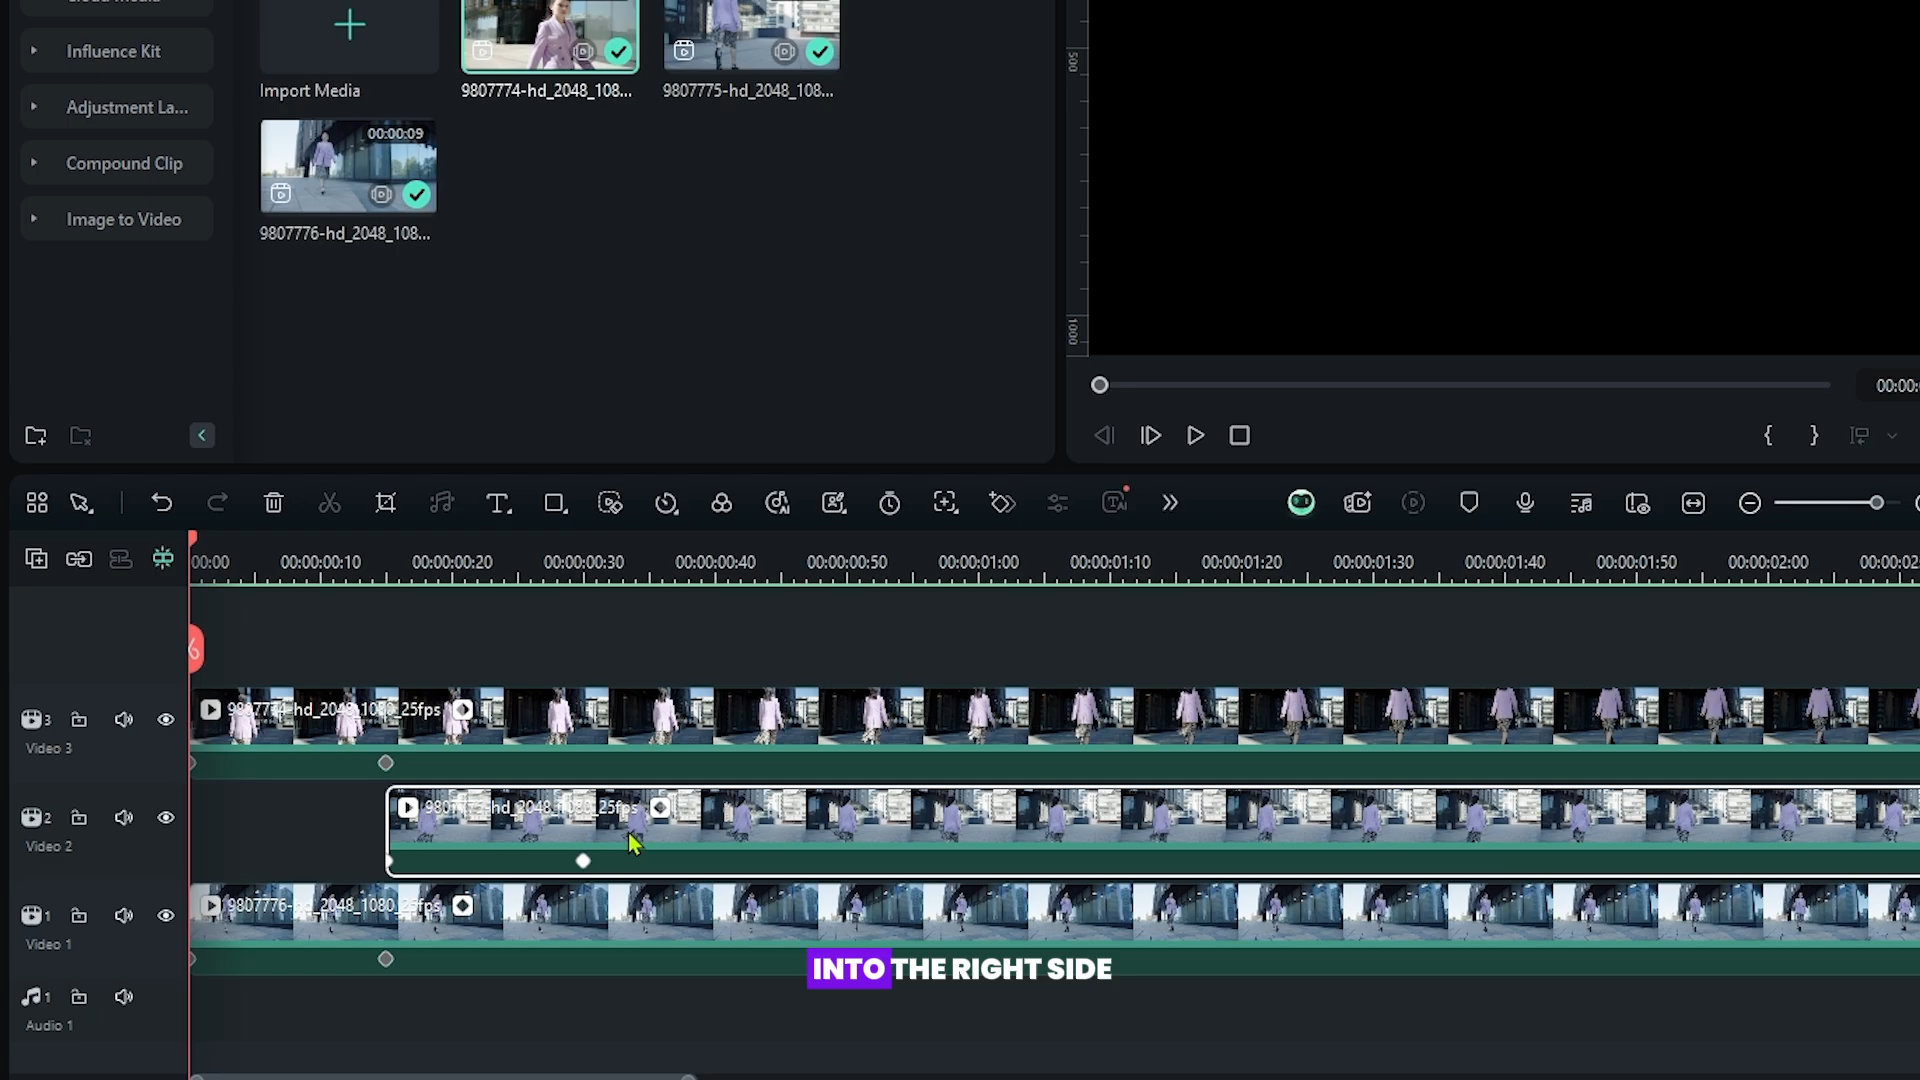 Influence Kit
Adjustment La...
Compound Clip
Image to Video
Import Media
9807774-hd_2048_108...
9807775-hd_2048_108...
00:00:09
9807776-hd_2048_108...
500
1000
00:00:
00:00
00:00:00:10
00:00:00:20
00:00:00:30
00:00:00:40
00:00:00:50
00:00:01:00
00:00:01:10
00:00:01:20
00:00:01:30
00:00:01:40
00:00:01:50
00:00:02:00
00:00:02:
3
Video 3
9807774-hd_2048_1080_25fps
2
Video 2
9807775-hd_2048_1080_25fps
1
Video 1
9807776-hd_2048_1080_25fps
INTO THE RIGHT SIDE
1
Audio 1